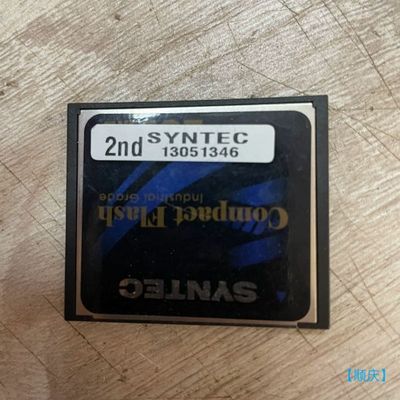 2nd SYNTEC
13051346
Compact Flash
Industrial Grade
SYNTEC
【顺庆】